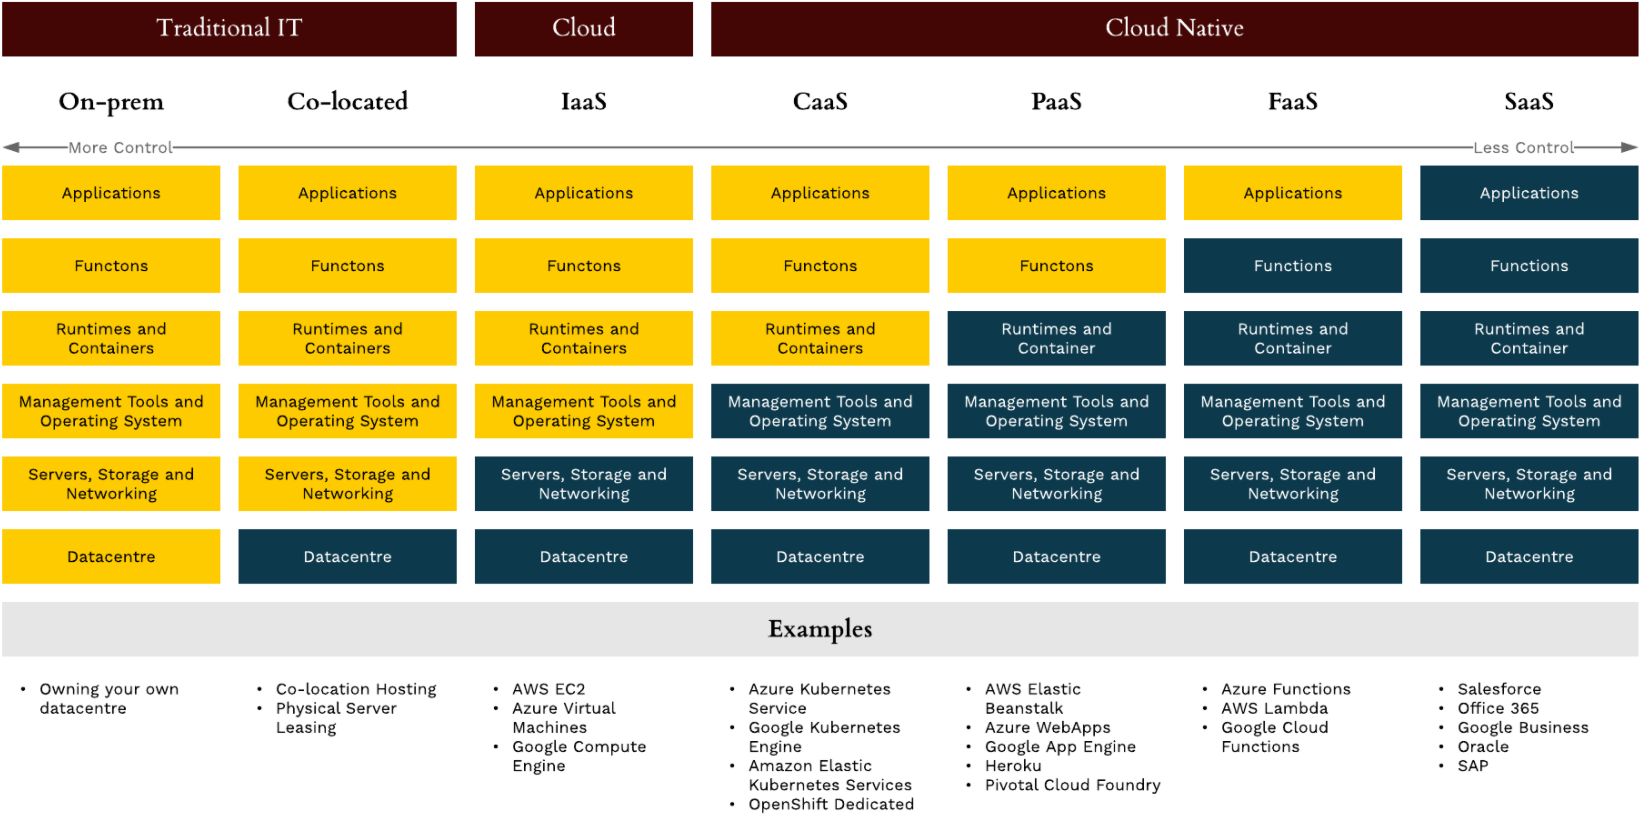 Traditional IT
Cloud
Cloud Native
On-prem
Co-located
IaaS
CaaS
PaaS
FaaS
SaaS
More Control
Less Control
Applications
Applications
Applications
Applications
Applications
Applications
Applications
Functons
Functons
Functons
Functons
Functons
Functions
Functions
Runtimes and
Containers
Runtimes and
Containers
Runtimes and
Containers
Runtimes and
Containers
Runtimes and
Container
Runtimes and
Container
Runtimes and
Container
Management Tools and
Operating System
Management Tools and
Operating System
Management Tools and
Operating System
Management Tools and
Operating System
Management Tools and
Operating System
Management Tools and
Operating System
Management Tools and
Operating System
Servers, Storage and
Networking
Servers, Storage and
Networking
Servers, Storage and
Networking
Servers, Storage and
Networking
Servers, Storage and
Networking
Servers, Storage and
Networking
Servers, Storage and
Networking
Datacentre
Datacentre
Datacentre
Datacentre
Datacentre
Datacentre
Datacentre
Examples
• Owning your own
datacentre
• Co-location Hosting
• Physical Server
Leasing
• AWS EC2
• Azure Virtual
Machines
• Google Compute
Engine
• Azure Kubernetes
Service
• Google Kubernetes
Engine
• Amazon Elastic
Kubernetes Services
• OpenShift Dedicated
• AWS Elastic
Beanstalk
• Azure WebApps
• Google App Engine
• Heroku
• Pivotal Cloud Foundry
• Azure Functions
• AWS Lambda
• Google Cloud
Functions
• Salesforce
• Office 365
• Google Business
• Oracle
• SAP